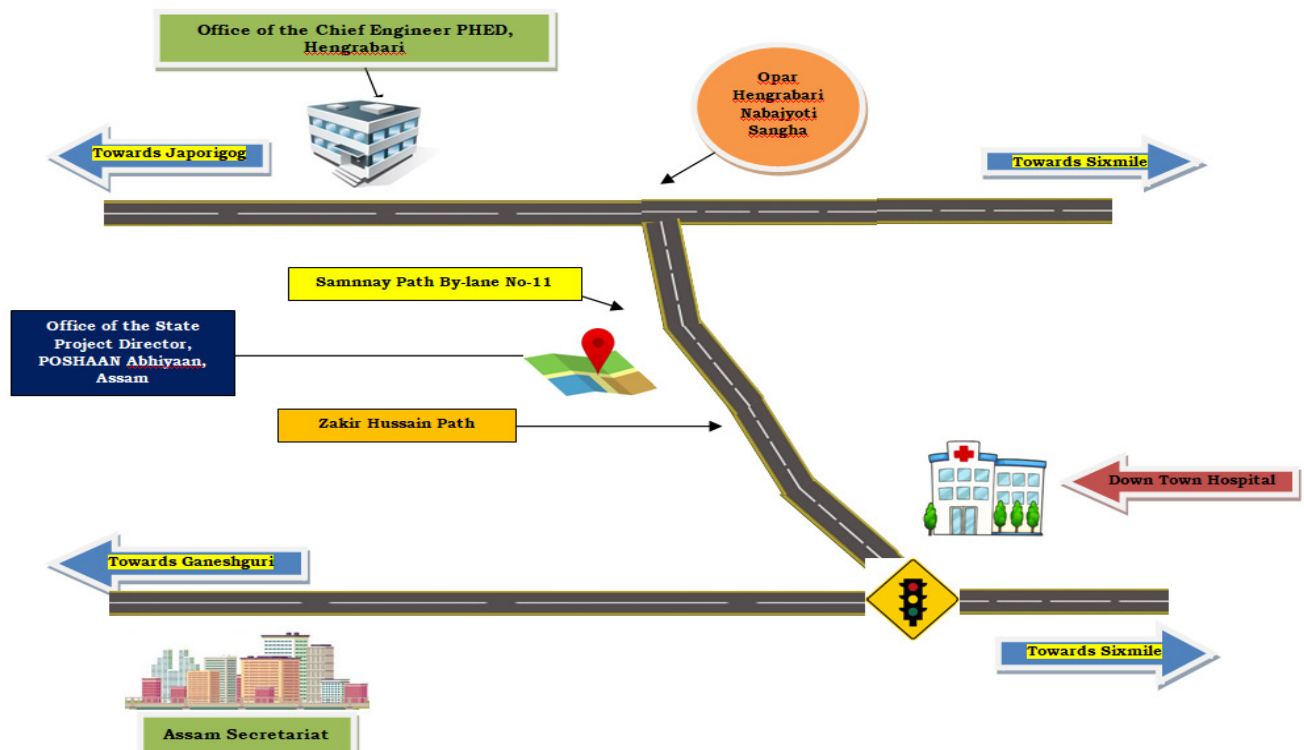 Office of the Chief Engineer PHED,
Hengrabari
Opar
Hengrabari
Nabajyoti
Sangha
Towards Japorigog
Towards Sixmile
Samnnay Path By-lane No-11
Office of the State
Project Director,
POSHAAN Abhiyaan,
Assam
Zakir Hussain Path
Down Town Hospital
Towards Ganeshguri
Towards Sixmile
Assam Secretariat